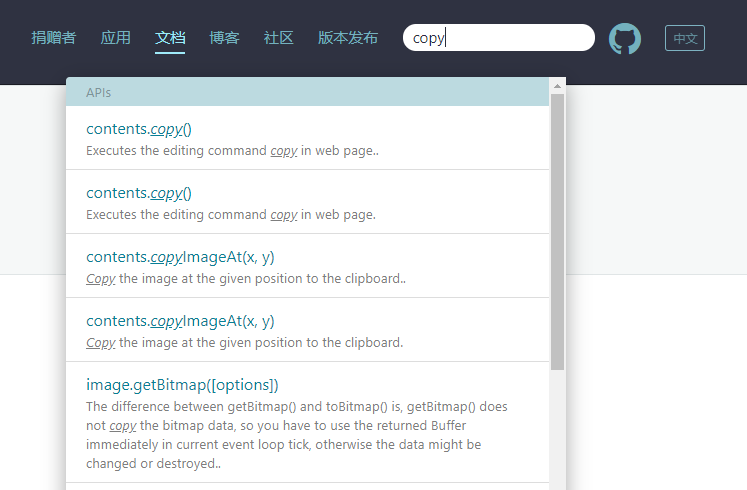 捐赠者 应用 文档 博客 社区 版本发布 copy 中文
APIs
contents.copy()
Executes the editing command copy in web page..
contents.copy()
Executes the editing command copy in web page.
contents.copyImageAt(x, y)
Copy the image at the given position to the clipboard..
contents.copyImageAt(x, y)
Copy the image at the given position to the clipboard.
image.getBitmap([options])
The difference between getBitmap() and toBitmap() is, getBitmap() does
not copy the bitmap data, so you have to use the returned Buffer
immediately in current event loop tick, otherwise the data might be
changed or destroyed..